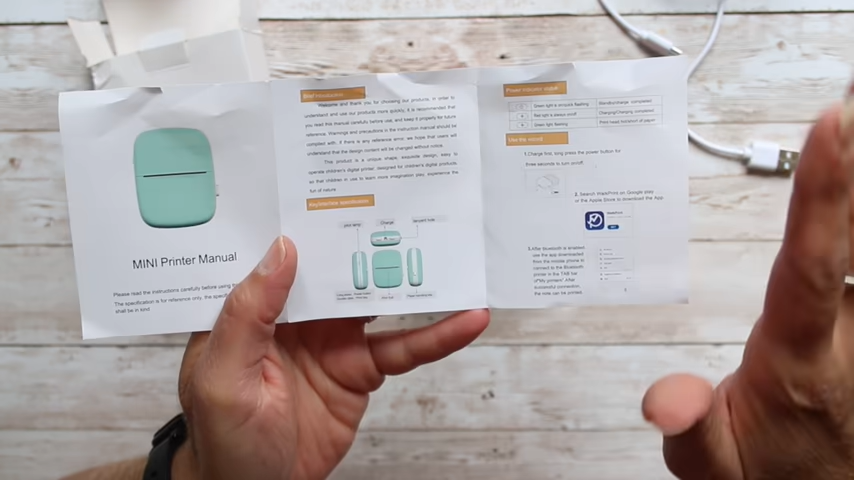 MINI Printer Manual
Please read the instructions carefully before using
The specification is for reference only, the
shall be in kind
Brief introduction
Welcome and thank you for choosing our products, in order to
understand and use our products more quickly, it is recommended that
you read this manual carefully before use, and keep it properly for future
reference. Warnings and precautions in the instruction manual should be
complied with, if there is any reference error, we hope that users will
understand that the design content will be changed without notice.
This product is a unique shape, exquisite design, easy to
operate children's digital printer, designed for children's digital products,
so that children in use to learn more imagination play, experience the
fun of nature.
specification
pilot lamp
Charge
lanyard hole
Power indicator status
Green light is on/quick flashing
Standby/charge completed
Red light is always on/off
Charging/Charging completed
Green light flashing
Print head hot/short of paper
Use the method
1.Charge first, long press the power button for
three seconds to turn on/off.
2. Search on Google play
or the Apple Store to download the App
3.After Bluetooth is enabled,
use the app downloaded
from the mobile phone to
connect to the Bluetooth
printer in the TAB bar
of "My printers". After
successful connection,
the note can be printed.